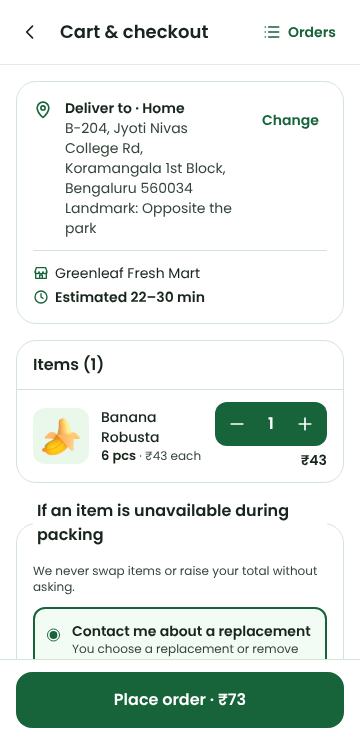 Cart & checkout
Orders
Deliver to · Home
Change
B-204, Jyoti Nivas
College Rd,
Koramangala 1st Block,
Bengaluru 560034
Landmark: Opposite the
park
Greenleaf Fresh Mart
Estimated 22–30 min
Items (1)
Banana
Robusta
6 pcs · ₹43 each
1
₹43
If an item is unavailable during
packing
We never swap items or raise your total without
asking.
Contact me about a replacement
You choose a replacement or remove
Place order · ₹73